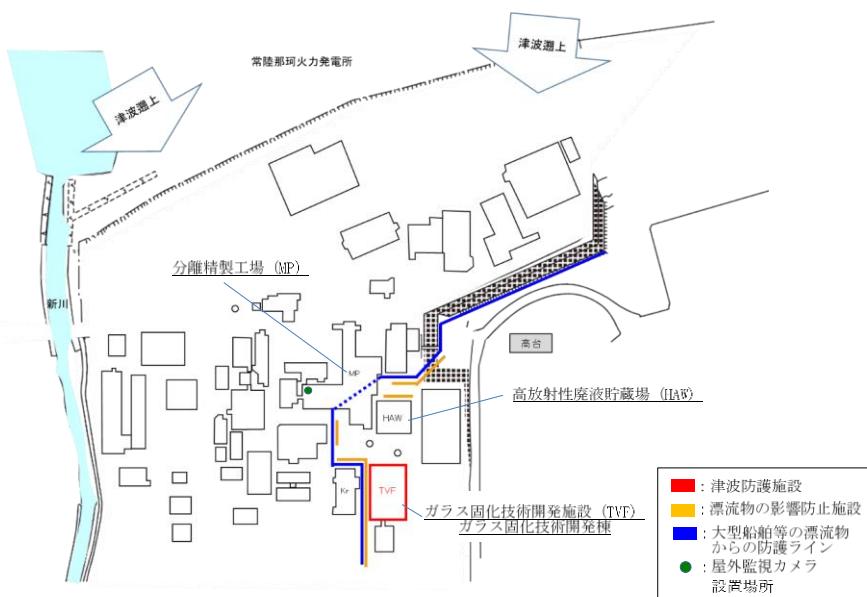 津波遡上
津波遡上
常陸那珂火力発電所
分離精製工場 (MP)
新川
高台
MP
高放射性廃液貯蔵場 (HAW)
HAW
Kr
TVF
ガラス固化技術開発施設 (TVF)
ガラス固化技術開発棟
：津波防護施設
：漂流物の影響防止施設
：大型船舶等の漂流物
からの防護ライン
：屋外監視カメラ
設置場所